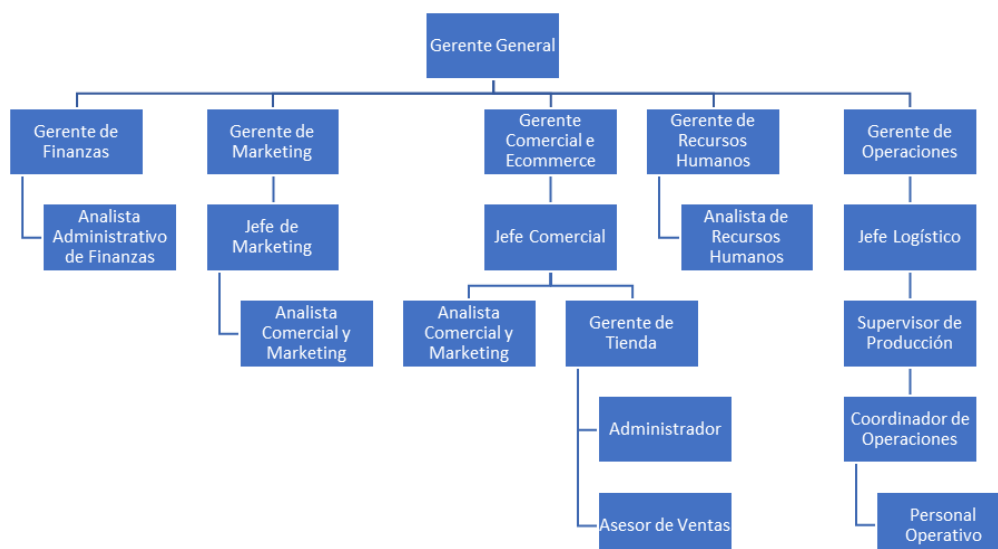 Gerente General
Gerente de
Finanzas
Gerente de
Marketing
Gerente
Comercial e
Ecommerce
Gerente de
Recursos
Humanos
Gerente de
Operaciones
Analista
Administrativo
de Finanzas
Jefe de
Marketing
Jefe Comercial
Analista de
Recursos
Humanos
Jefe Logístico
Analista
Comercial y
Marketing
Analista
Comercial y
Marketing
Gerente de
Tienda
Supervisor de
Producción
Administrador
Coordinador de
Operaciones
Asesor de Ventas
Personal
Operativo